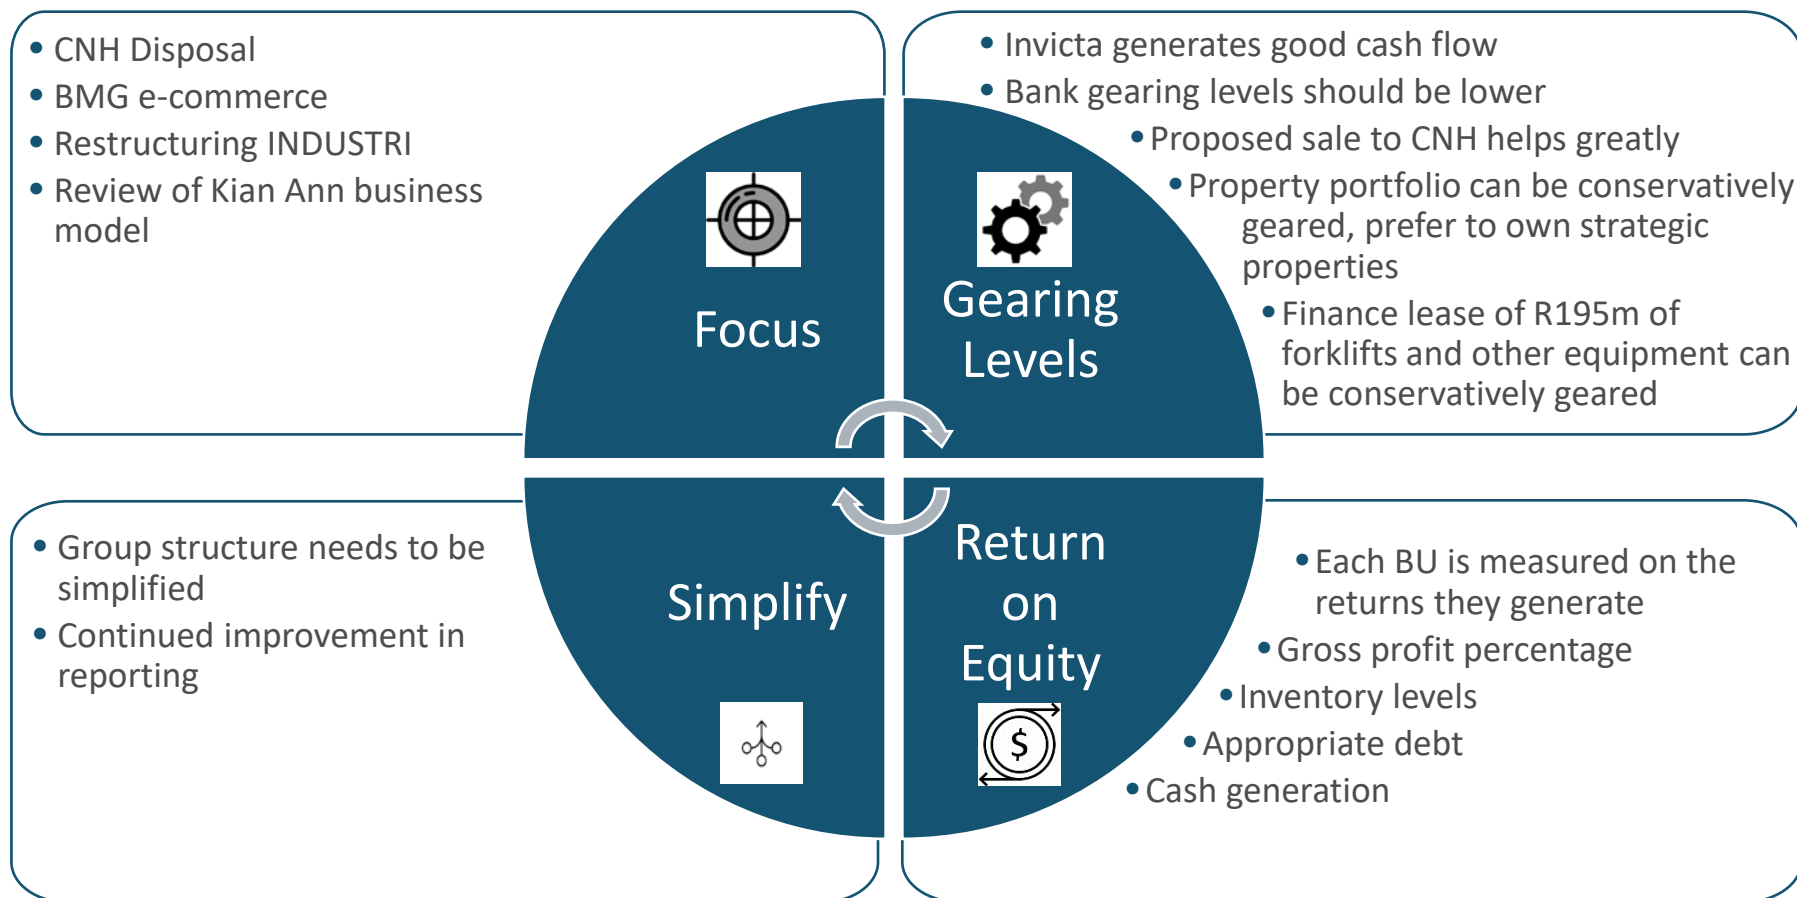 • CNH Disposal
• BMG e-commerce
• Restructuring INDUSTRI
• Review of Kian Ann business
model
• Invicta generates good cash flow
• Bank gearing levels should be lower
• Proposed sale to CNH helps greatly
• Property portfolio can be conservatively
geared, prefer to own strategic
properties
• Finance lease of R195m of
forklifts and other equipment can
be conservatively geared
Focus
Gearing
Levels
• Group structure needs to be
simplified
• Continued improvement in
reporting
Simplify
Return
on
Equity
$
• Each BU is measured on the
returns they generate
• Gross profit percentage
• Inventory levels
• Appropriate debt
• Cash generation